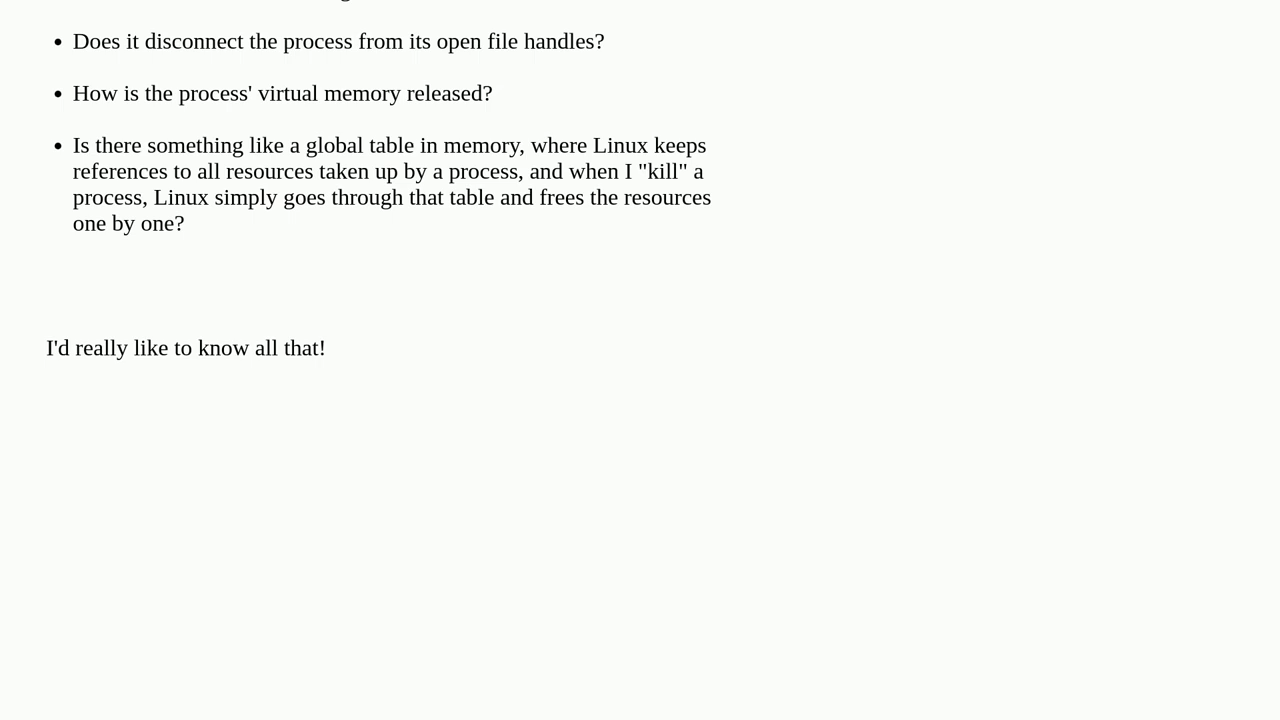 Does it disconnect the process from its open file handles?
How is the process' virtual memory released?
Is there something like a global table in memory, where Linux keeps
references to all resources taken up by a process, and when I "kill" a
process, Linux simply goes through that table and frees the resources
one by one?
I'd really like to know all that!